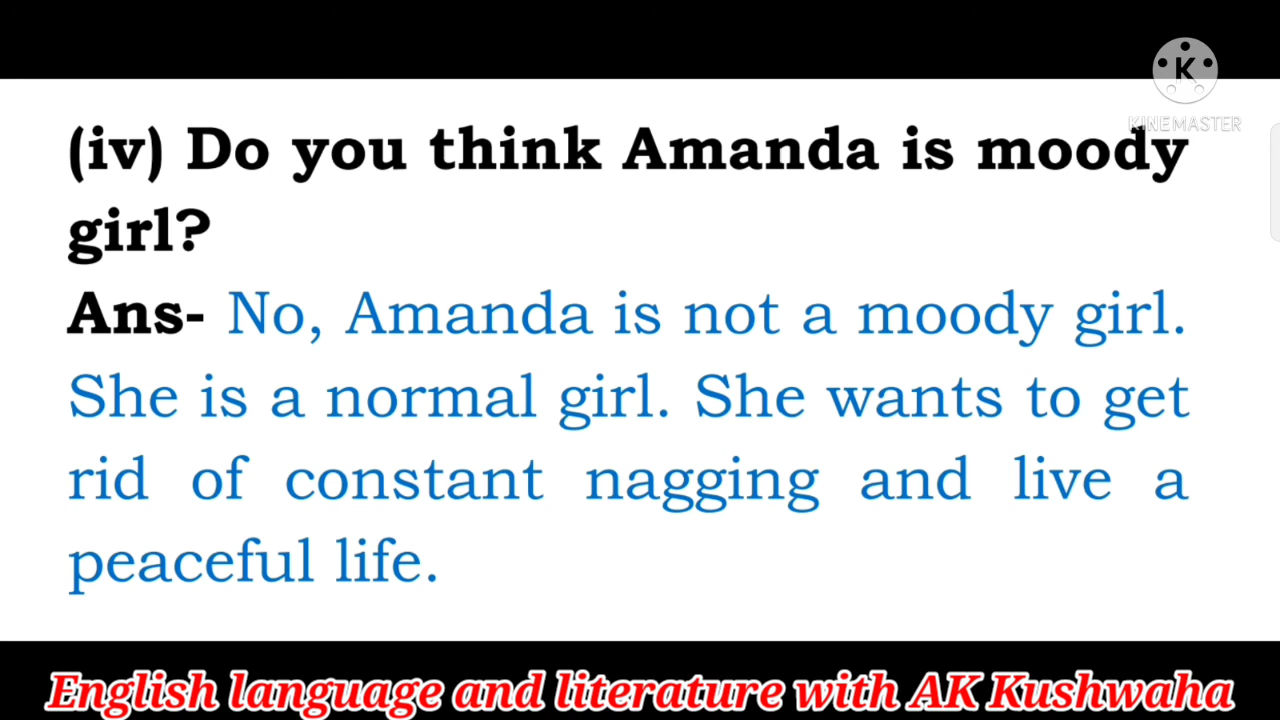 K
KINEMASTER
(iv) Do you think Amanda is moody
girl?
Ans- No, Amanda is not a moody girl.
She is a normal girl. She wants to get
rid of constant nagging and live a
peaceful life.
English language and literature with AK Kushwaha